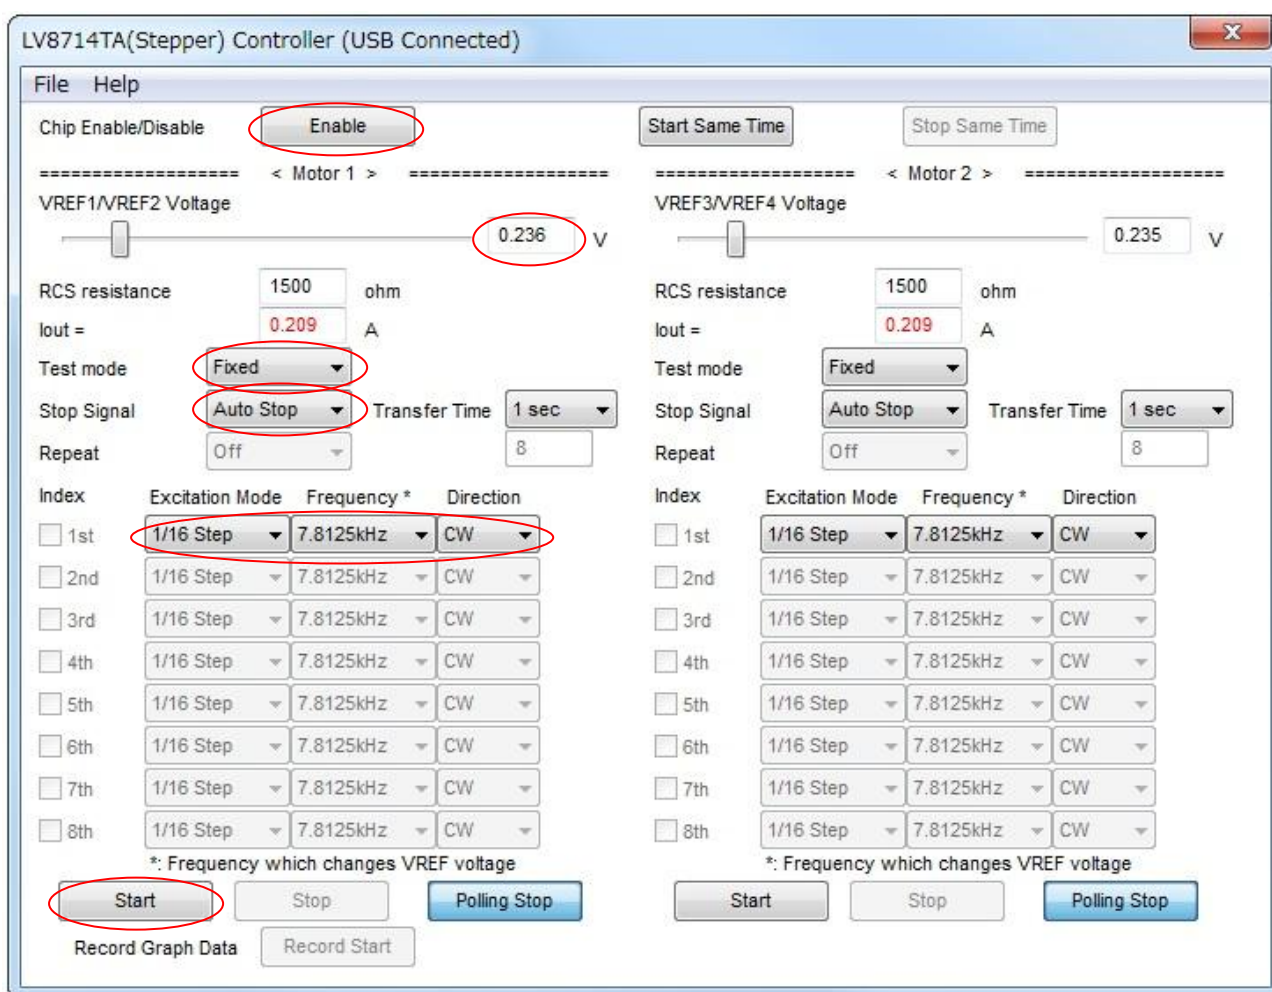 LV8714TA(Stepper) Controller (USB Connected)
File Help
Chip Enable/Disable Enable Start Same Time Stop Same Time
=================== < Motor 1 > =================== =================== < Motor 2 > ===================
VREF1/VREF2 Voltage VREF3/VREF4 Voltage
0.236 V 0.235 V
RCS resistance 1500 ohm RCS resistance 1500 ohm
Iout = 0.209 A Iout = 0.209 A
Test mode Fixed Test mode Fixed
Stop Signal Auto Stop Transfer Time 1 sec Stop Signal Auto Stop Transfer Time 1 sec
Repeat Off 8 Repeat Off 8
Index Excitation Mode Frequency * Direction Index Excitation Mode Frequency * Direction
1st 1/16 Step 7.8125kHz CW 1st 1/16 Step 7.8125kHz CW
2nd 1/16 Step 7.8125kHz CW 2nd 1/16 Step 7.8125kHz CW
3rd 1/16 Step 7.8125kHz CW 3rd 1/16 Step 7.8125kHz CW
4th 1/16 Step 7.8125kHz CW 4th 1/16 Step 7.8125kHz CW
5th 1/16 Step 7.8125kHz CW 5th 1/16 Step 7.8125kHz CW
6th 1/16 Step 7.8125kHz CW 6th 1/16 Step 7.8125kHz CW
7th 1/16 Step 7.8125kHz CW 7th 1/16 Step 7.8125kHz CW
8th 1/16 Step 7.8125kHz CW 8th 1/16 Step 7.8125kHz CW
*: Frequency which changes VREF voltage *: Frequency which changes VREF voltage
Start Stop Polling Stop Start Stop Polling Stop
Record Graph Data Record Start